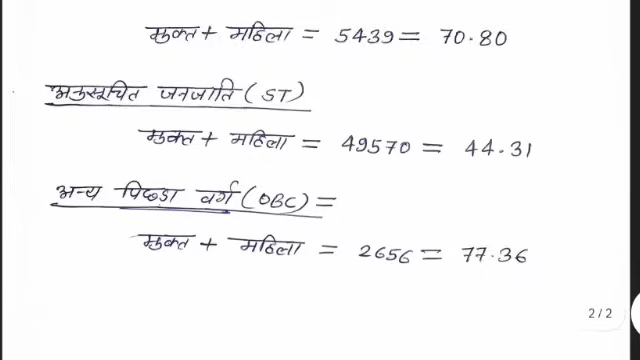 मुक्त + महिला = 5439 = 70.80
अनुसूचित जनजाति (ST)
मुक्त + महिला = 49570 = 44.31
अन्य पिछडा वर्ग (OBC) =
मुक्त + महिला = 2656 = 77.36
2/2